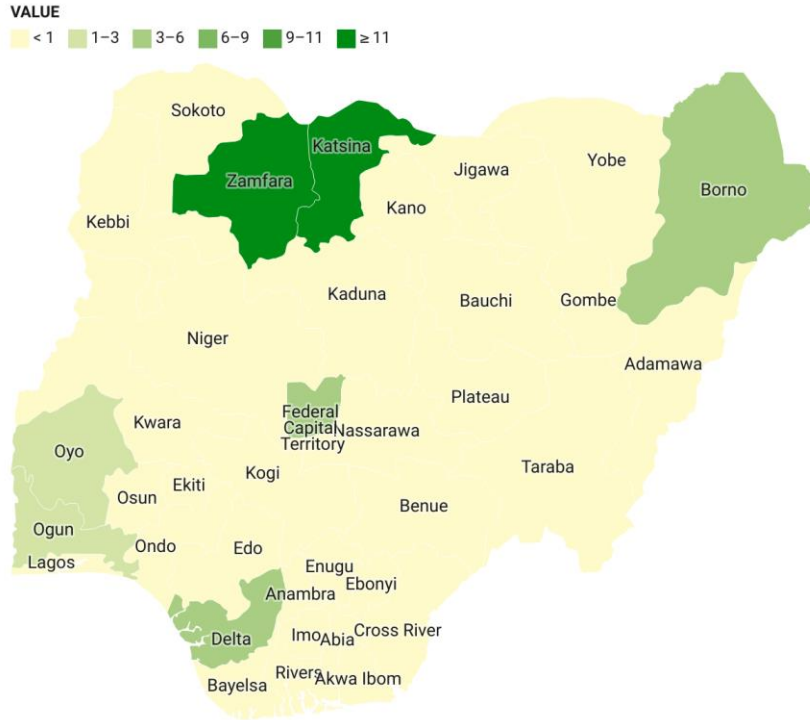 VALUE
< 1 1–3 3–6 6–9 9–11 ≥ 11
Sokoto
Katsina
Zamfara
Jigawa
Yobe
Borno
Kebbi
Kano
Kaduna
Bauchi
Gombe
Niger
Adamawa
Plateau
Federal
Capital
Territory
Nassarawa
Kwara
Oyo
Taraba
Kogi
Ekiti
Osun
Benue
Ogun
Ondo
Edo
Lagos
Enugu
Ebonyi
Anambra
Delta
Imo
Abia
Cross River
Rivers
Akwa Ibom
Bayelsa